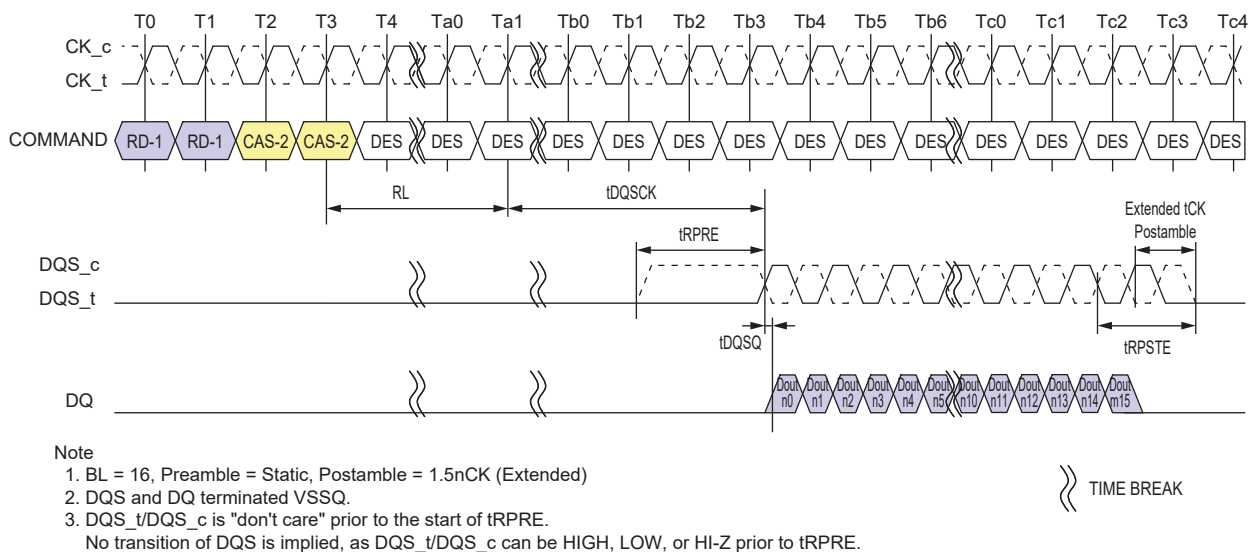 T0 T1 T2 T3 T4 Ta0 Ta1 Tb0 Tb1 Tb2 Tb3 Tb4 Tb5 Tb6 Tc0 Tc1 Tc2 Tc3 Tc4
CK_c
CK_t
COMMAND RD-1 RD-1 CAS-2 CAS-2 DES DES DES DES DES DES DES DES DES DES DES DES DES DES DES
RL tDQSCK
Extended tCK
Postamble
tRPRE
DQS_c
DQS_t
tDQSQ tRPSTE
DQ
Dout Dout Dout Dout Dout Dout Dout Dout Dout Dout Dout Dout
n0 n1 n2 n3 n4 n5 n10 n11 n12 n13 n14 m15
Note
1. BL = 16, Preamble = Static, Postamble = 1.5nCK (Extended)
2. DQS and DQ terminated VSSQ.
3. DQS_t/DQS_c is "don't care" prior to the start of tRPRE.
No transition of DQS is implied, as DQS_t/DQS_c can be HIGH, LOW, or HI-Z prior to tRPRE.
TIME BREAK